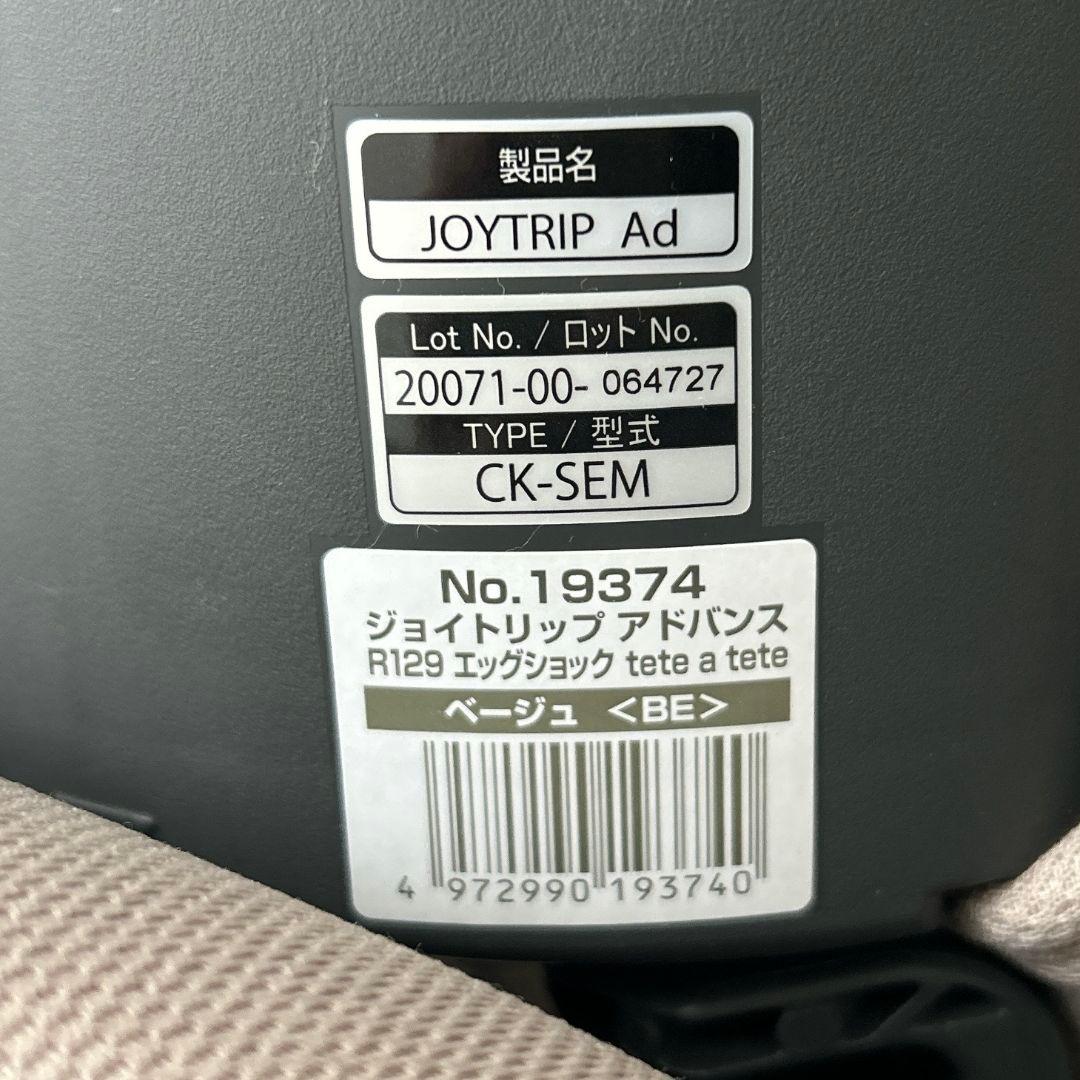 製品名
JOYTRIP Ad
Lot No. / ロット No.
20071-00- 064727
TYPE / 型式
CK-SEM
No.19374
ジョイトリップ アドバンス
R129 エッグショック tete a tete
ベージュ <BE>
4 972990 193740